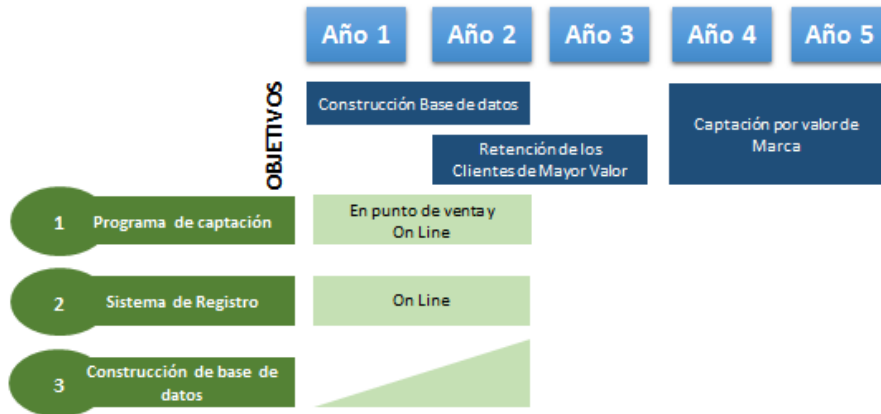 Año 1 Año 2 Año 3 Año 4 Año 5
OBJETIVOS
Construcción Base de datos
Retención de los
Clientes de Mayor Valor
Captación por valor de
Marca
1 Programa de captación
En punto de venta y
On Line
2 Sistema de Registro
On Line
3 Construcción de base de
datos